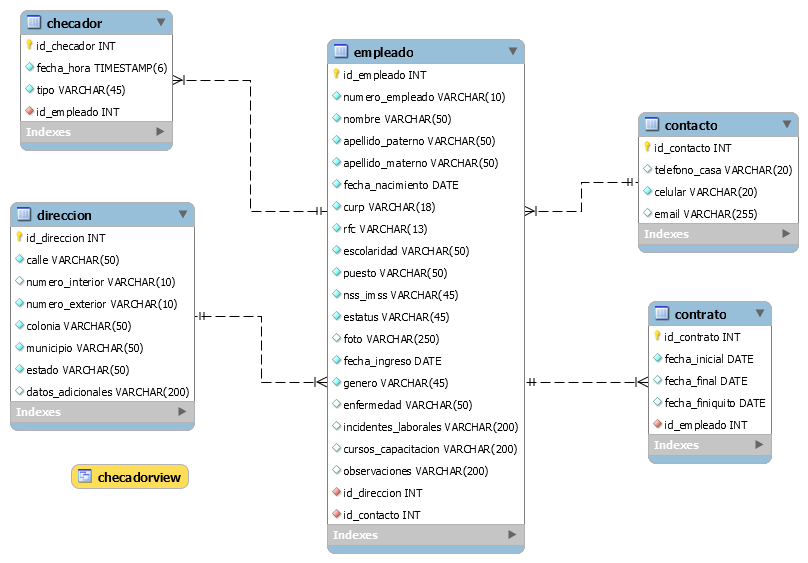 checador
id_checador INT
fecha_hora TIMESTAMP(6)
tipo VARCHAR(45)
id_empleado INT
Indexes
direccion
id_direccion INT
calle VARCHAR(50)
numero_interior VARCHAR(10)
numero_exterior VARCHAR(10)
colonia VARCHAR(50)
municipio VARCHAR(50)
estado VARCHAR(50)
datos_adicionales VARCHAR(200)
Indexes
checadorview
empleado
id_empleado INT
numero_empleado VARCHAR(10)
nombre VARCHAR(50)
apellido_paterno VARCHAR(50)
apellido_materno VARCHAR(50)
fecha_nacimiento DATE
curp VARCHAR(18)
rfc VARCHAR(13)
escolaridad VARCHAR(50)
puesto VARCHAR(50)
nss_imss VARCHAR(45)
estatus VARCHAR(45)
foto VARCHAR(250)
fecha_ingreso DATE
genero VARCHAR(45)
enfermedad VARCHAR(50)
incidentes_laborales VARCHAR(200)
cursos_capacitacion VARCHAR(200)
observaciones VARCHAR(200)
id_direccion INT
id_contacto INT
Indexes
contacto
id_contacto INT
telefono_casa VARCHAR(20)
celular VARCHAR(20)
email VARCHAR(255)
Indexes
contrato
id_contrato INT
fecha_inicial DATE
fecha_final DATE
fecha_finiquito DATE
id_empleado INT
Indexes